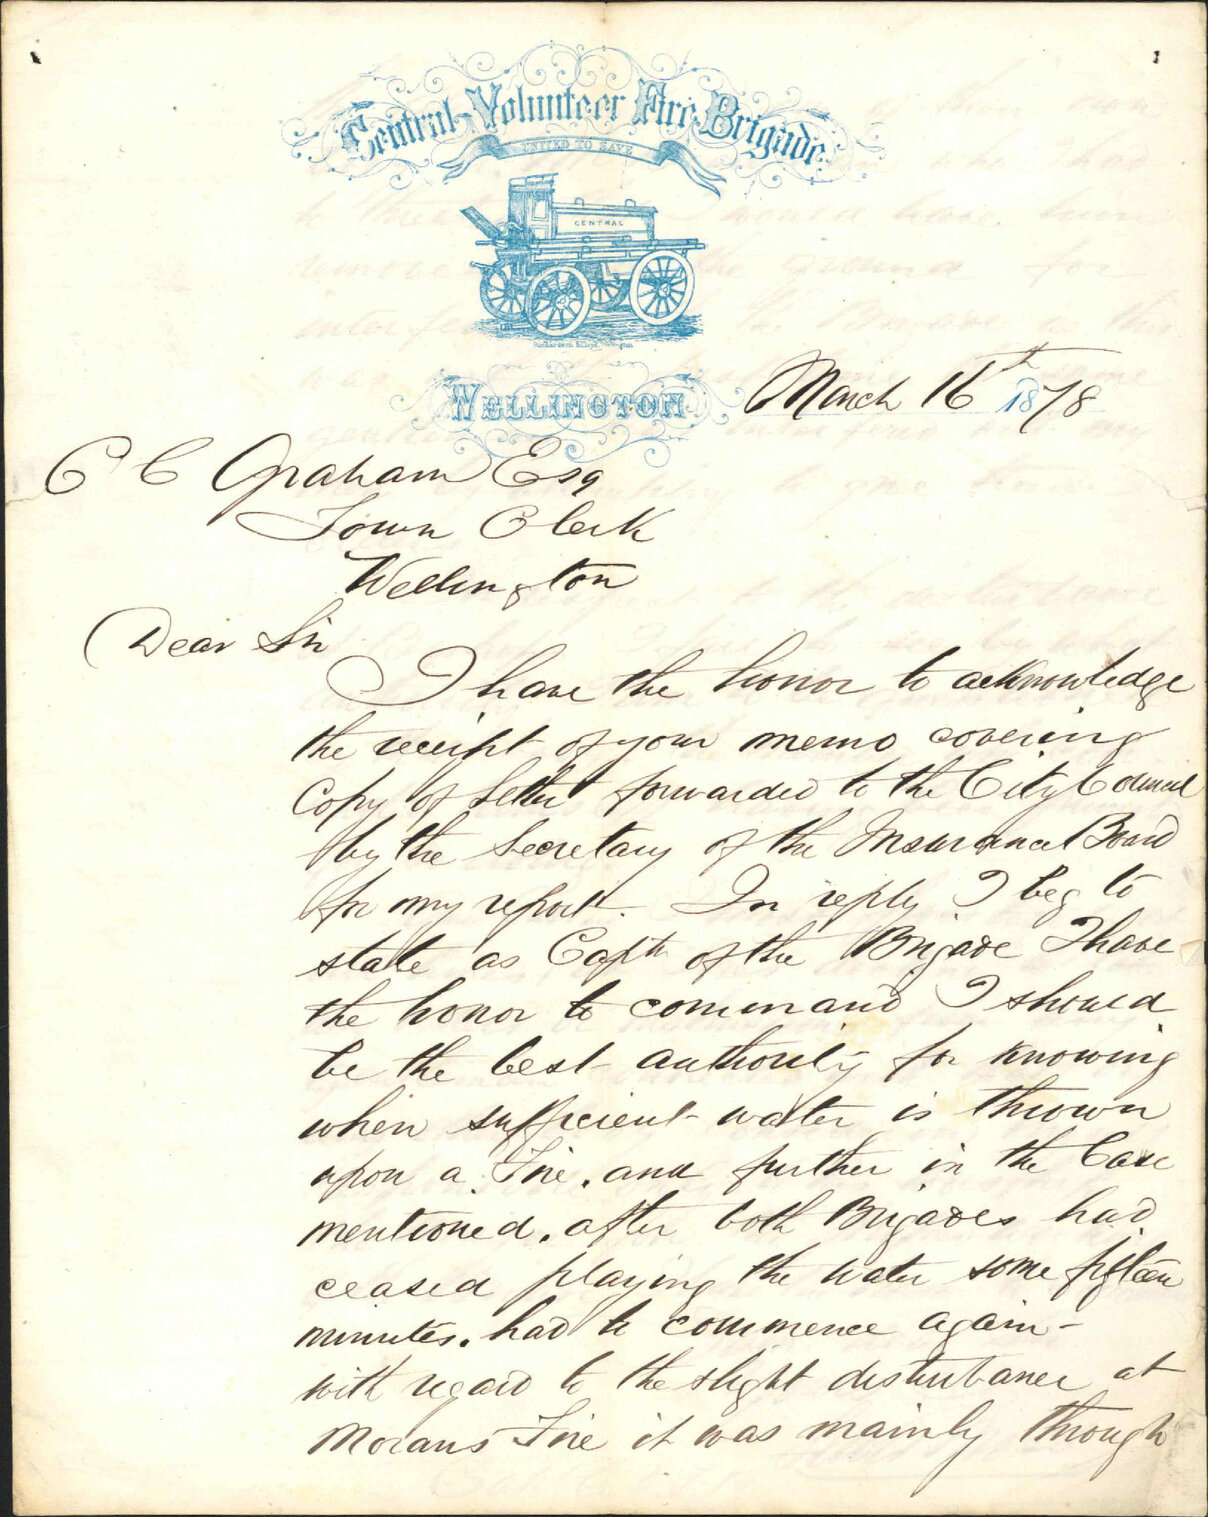 Central Volunteer Fire Brigade
UNITED TO SAVE
CENTRAL
WELLINGTON
March 16th 1878
C C Graham Esq
Town Clerk
Wellington
Dear Sir
I have the honor to acknowledge
the receipt of your memo covering
Copy of letter forwarded to the City Council
by the Secretary of the Insurance Board
for my report. In reply I beg to
state as Captn of the Brigade I have
the honor to command I should
be the best authority for knowing
when sufficient water is thrown
upon a Fire. and further in the Case
mentioned. after both Brigades had
ceased playing the water some fifteen
minutes. had to commence again -
with regard to the slight disturbance at
Morans Fire it was mainly through